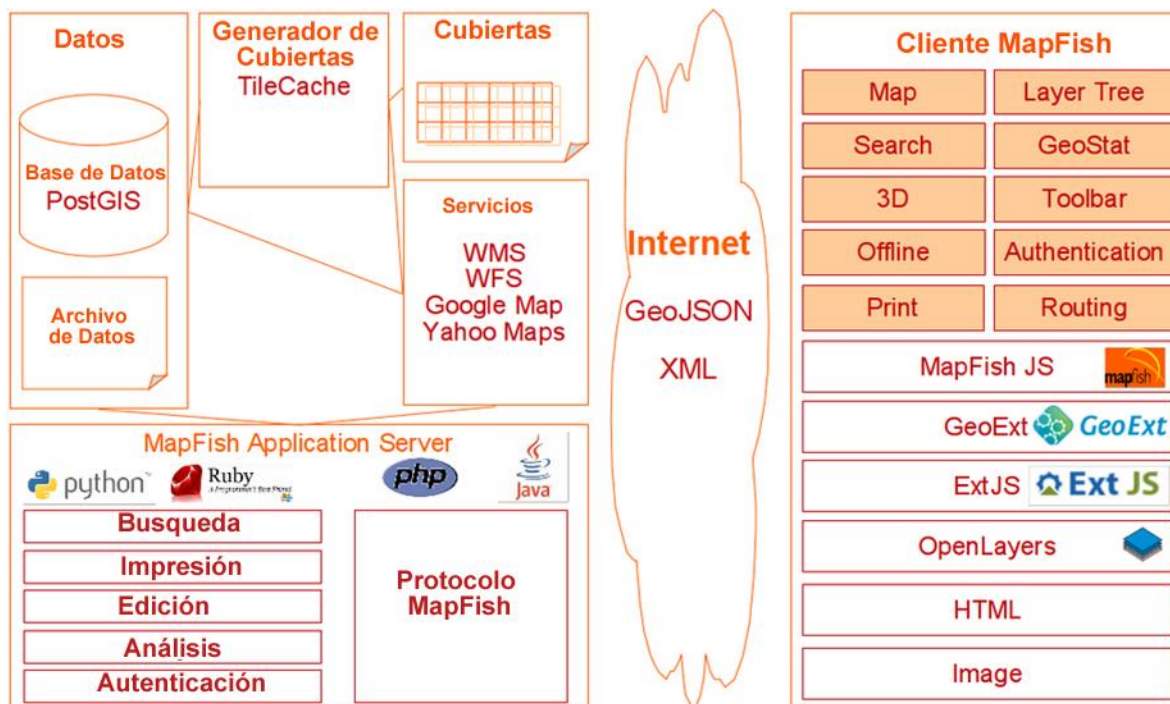 Datos
Base de Datos
PostGIS
Archivo
de Datos
Generador de
Cubiertas
TileCache
Cubiertas
Servicios
WMS
WFS
Google Map
Yahoo Maps
MapFish Application Server
python
Ruby
A Programmer's Best Friend
php
Java
Busqueda
Impresión
Edición
Análisis
Autenticación
Protocolo
MapFish
Internet
GeoJSON
XML
Cliente MapFish
Map
Layer Tree
Search
GeoStat
3D
Toolbar
Offline
Authentication
Print
Routing
MapFish JS
mapfish
GeoExt
GeoExt
ExtJS
Ext JS
OpenLayers
HTML
Image